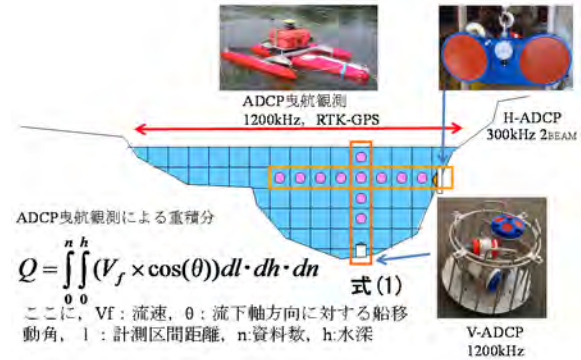 ADCP曳航観測
1200kHz, RTK-GPS
H-ADCP
300kHz 2BEAM
ADCP曳航観測による重積分
Q = ∫₀ⁿ∫₀ʰ(V_f × cos(θ))dl·dh·dn
式(1)
ここに, Vf:流速, θ:流下軸方向に対する船移
動角, l:計測区間距離, n:資料数, h:水深
V-ADCP
1200kHz